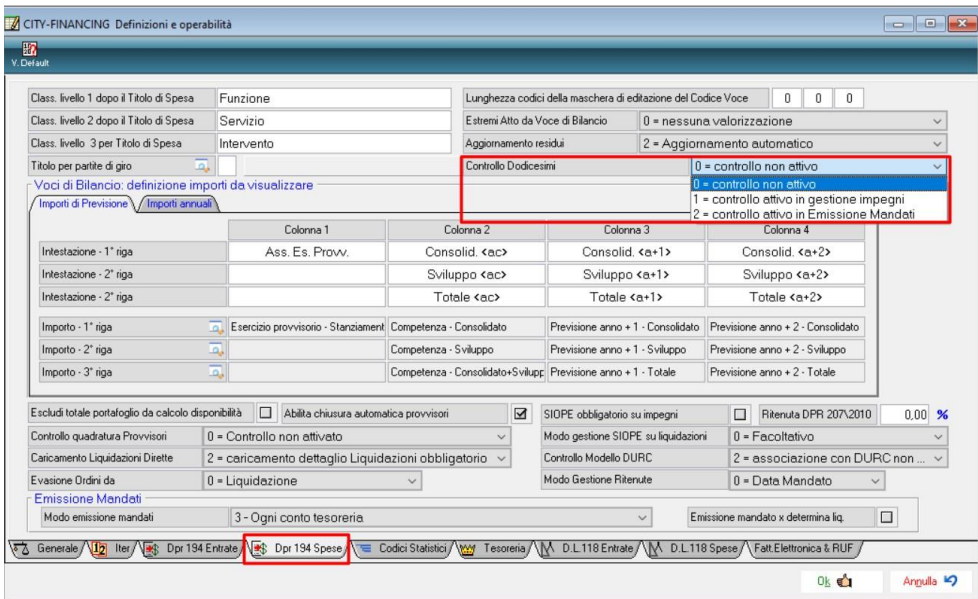 CITY-FINANCING Definizioni e operabilità
V. Default
Class. livello 1 dopo il Titolo di Spesa Funzione Lunghezza codici della maschera di editazione del Codice Voce 0 0 0
Class. livello 2 dopo il Titolo di Spesa Servizio Estremi Atto da Voce di Bilancio 0 = nessuna valorizzazione
Class. livello 3 per Titolo di Spesa Intervento Aggiornamento residui 2 = Aggiornamento automatico
Titolo per partite di giro Controllo Dodicesimi 0 = controllo non attivo
0 = controllo non attivo
1 = controllo attivo in gestione impegni
2 = controllo attivo in Emissione Mandati
Voci di Bilancio: definizione importi da visualizzare
Importi di Previsione Importi annuali
Colonna 1 Colonna 2 Colonna 3 Colonna 4
Intestazione - 1° riga Ass. Es. Provv. Consolid. <ac> Consolid. <a+1> Consolid. <a+2>
Intestazione - 2° riga Sviluppo <ac> Sviluppo <a+1> Sviluppo <a+2>
Intestazione - 2° riga Totale <ac> Totale <a+1> Totale <a+2>
Importo - 1° riga Esercizio provvisorio - Stanziament Competenza - Consolidato Previsione anno + 1 - Consolidato Previsione anno + 2 - Consolidato
Importo - 2° riga Competenza - Sviluppo Previsione anno + 1 - Sviluppo Previsione anno + 2 - Sviluppo
Importo - 3° riga Competenza - Consolidato+Svilupp Previsione anno + 1 - Totale Previsione anno + 2 - Totale
Escludi totale portafoglio da calcolo disponibilità Abilita chiusura automatica provvisori SIOPE obbligatorio su impegni Ritenuta DPR 207\2010 0,00 %
Controllo quadratura Provvisori 0 = Controllo non attivato Modo gestione SIOPE su liquidazioni 0 = Facoltativo
Caricamento Liquidazioni Dirette 2 = caricamento dettaglio Liquidazioni obbligatorio Controllo Modello DURC 2 = associazione con DURC non ...
Evasione Ordini da 0 = Liquidazione Modo Gestione Ritenute 0 = Data Mandato
Emissione Mandati
Modo emissione mandati 3 - Ogni conto tesoreria Emissione mandato x determina liq.
Generale Iter Dpr 194 Entrate Dpr 194 Spese Codici Statistici Tesoreria D.L.118 Entrate D.L.118 Spese Fatt.Elettronica & RUF
Ok Annulla